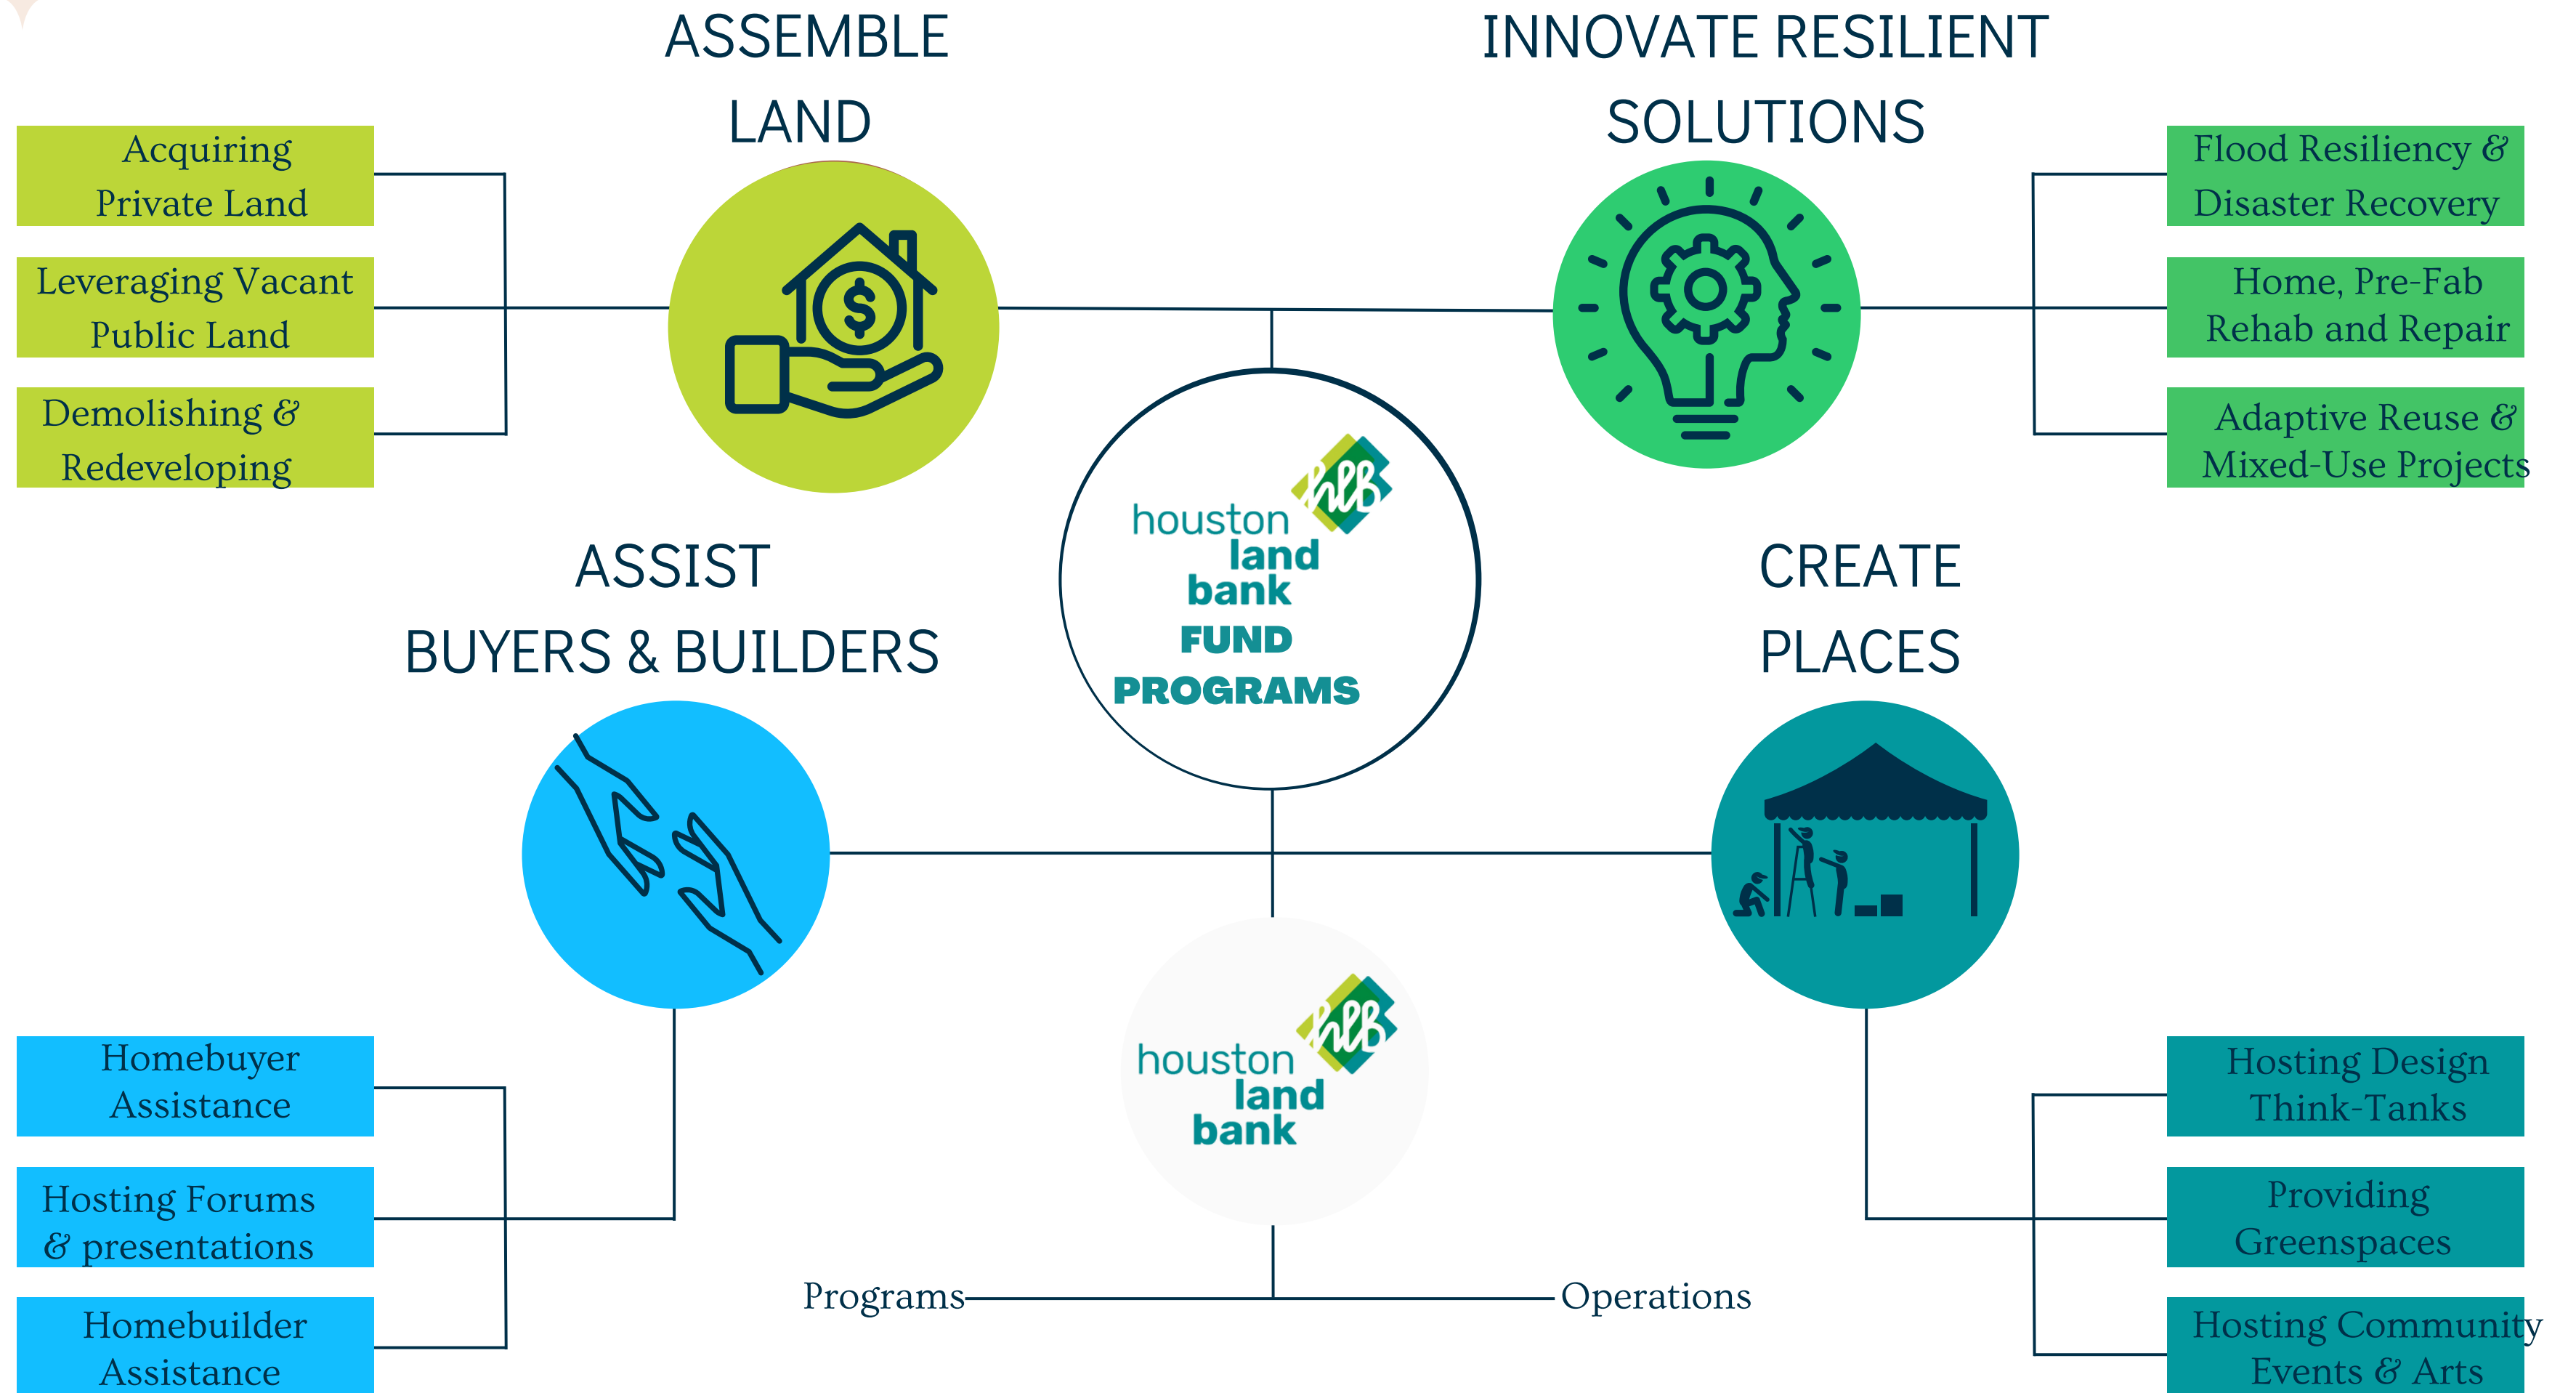 ASSEMBLE
LAND
INNOVATE RESILIENT
SOLUTIONS
Acquiring
Private Land
Leveraging Vacant
Public Land
Demolishing &
Redeveloping
Flood Resiliency &
Disaster Recovery
Home, Pre-Fab
Rehab and Repair
Adaptive Reuse &
Mixed-Use Projects
hlB
houston
land
bank
FUND
PROGRAMS
ASSIST
BUYERS & BUILDERS
CREATE
PLACES
Homebuyer
Assistance
Hosting Forums
& presentations
Homebuilder
Assistance
hlB
houston
land
bank
Programs
Operations
Hosting Design
Think-Tanks
Providing
Greenspaces
Hosting Community
Events & Arts